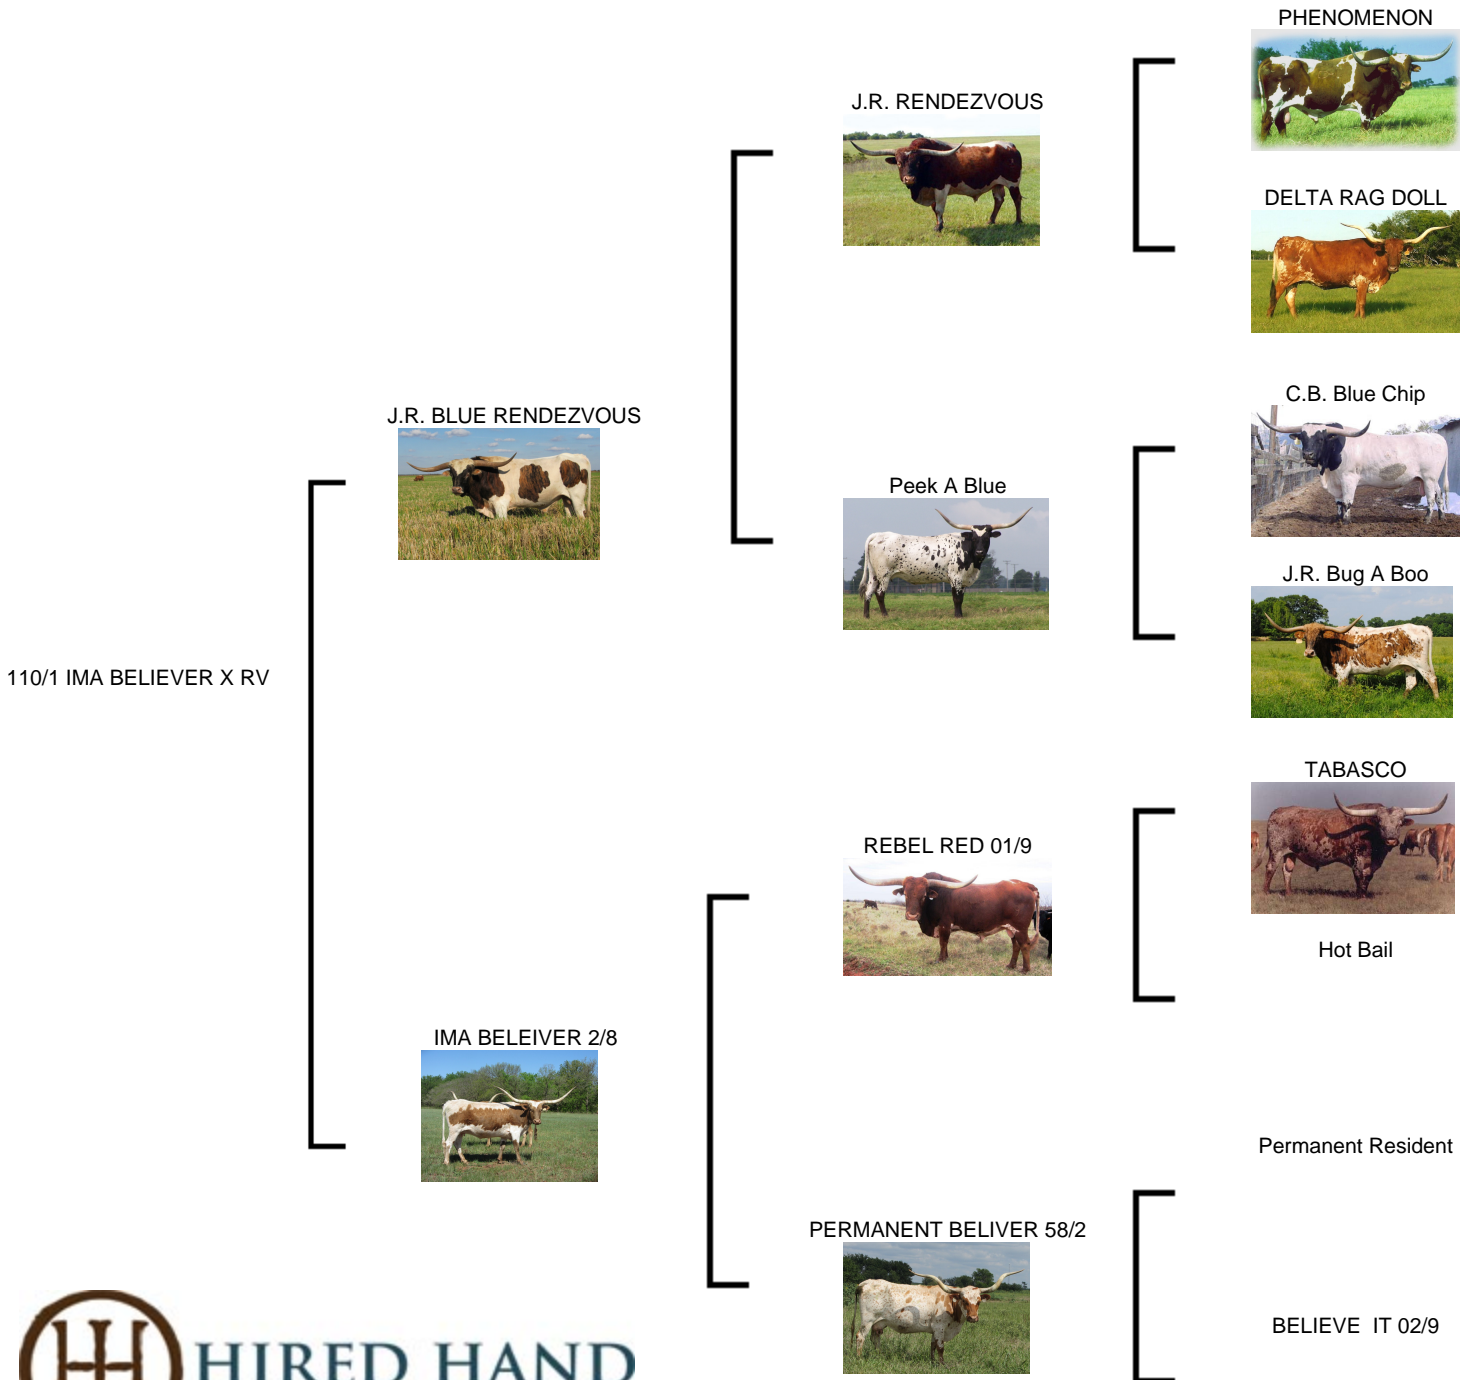 PHENOMENON
J.R. RENDEZVOUS
DELTA RAG DOLL
J.R. BLUE RENDEZVOUS
C.B. Blue Chip
Peek A Blue
J.R. Bug A Boo
110/1 IMA BELIEVER X RV
TABASCO
REBEL RED 01/9
Hot Bail
IMA BELEIVER 2/8
Permanent Resident
PERMANENT BELIVER 58/2
BELIEVE IT 02/9
HIRED HAND